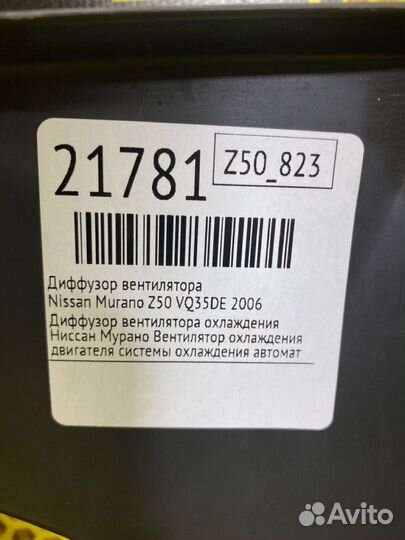 21781
Z50_823
Диффузор вентилятора
Nissan Murano Z50 VQ35DE 2006
Диффузор вентилятора охлаждения
Ниссан Мурано Вентилятор охлаждения
двигателя системы охлаждения автомат
Avito